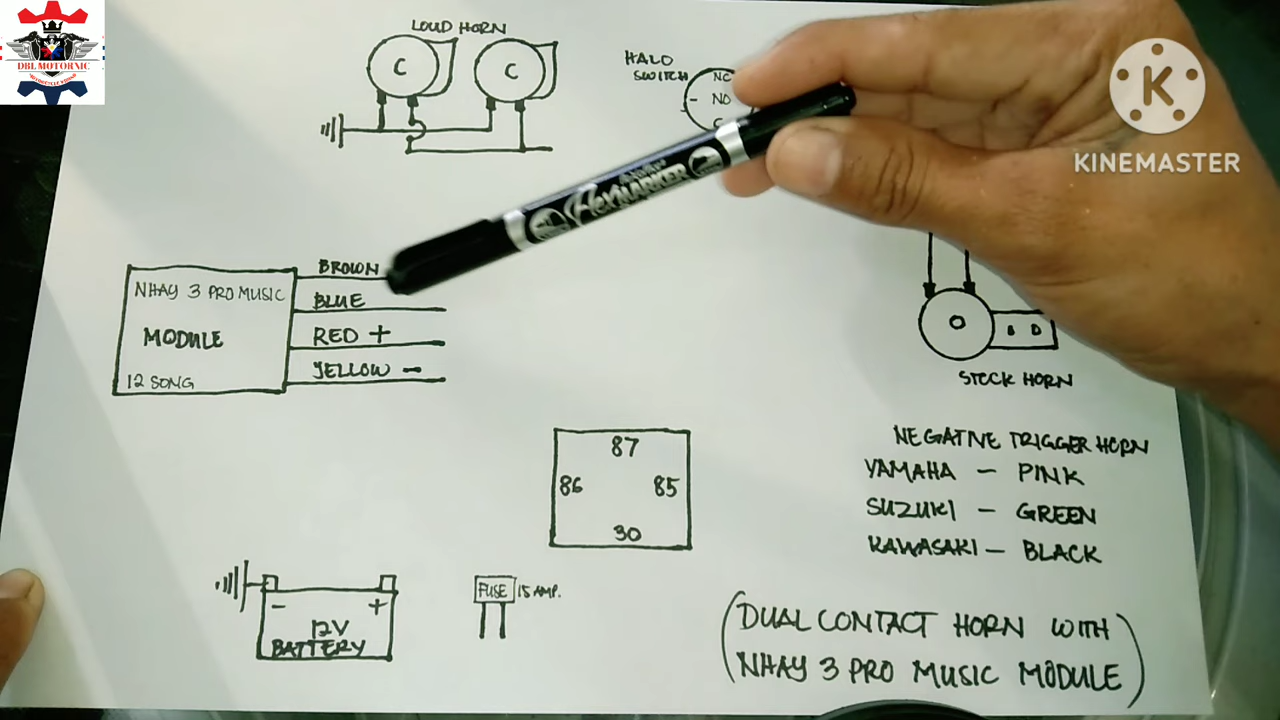 DBL MOTORNIC
LOUD HORN
C
C
HALO
SWITCH
NC
- NO
C
KINEMASTER
BROWN
NHAY 3 PRO MUSIC
BLUE
MODULE
RED +
YELLOW -
12 SONG
STOCK HORN
87
86
85
30
NEGATIVE TRIGGER HORN
YAMAHA - PINK
SUZUKI - GREEN
KAWASAKI - BLACK
- +
12V
BATTERY
FUSE 15 AMP.
(DUAL CONTACT HORN WITH
NHAY 3 PRO MUSIC MODULE)